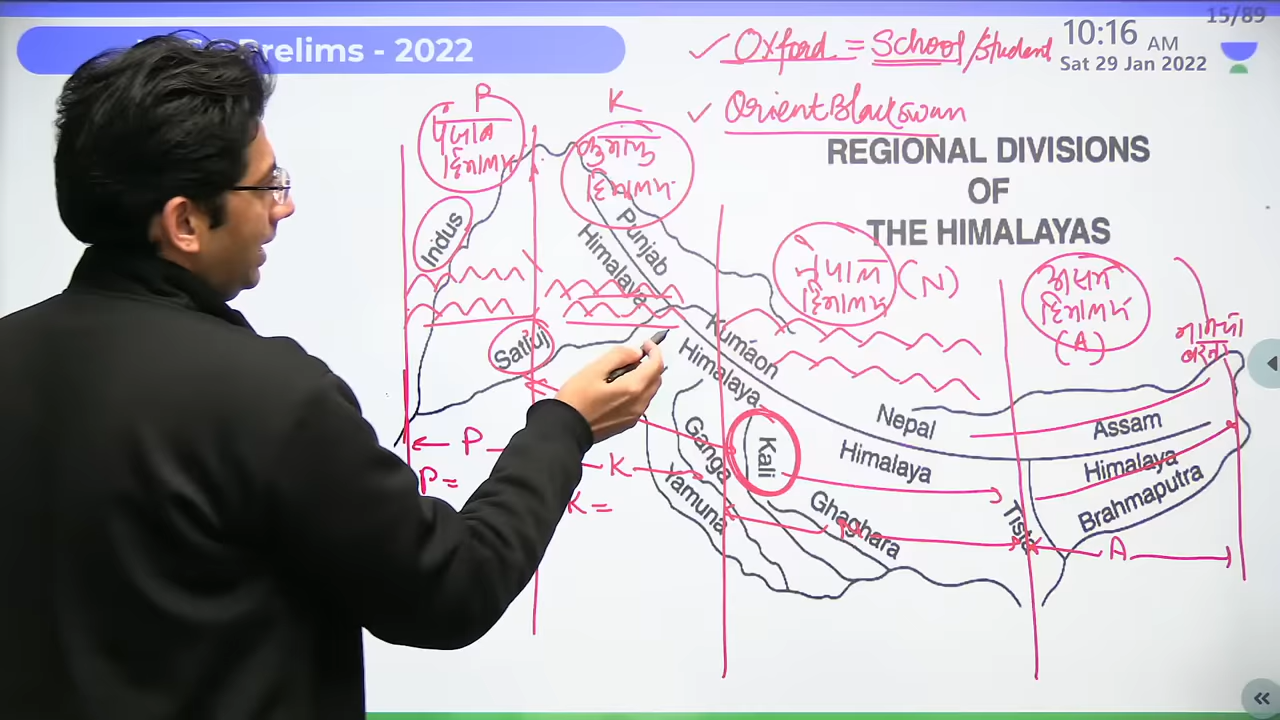 15/89
Prelims - 2022
✓ Oxford = School/Student
10:16 AM
Sat 29 Jan 2022
✓ Orient BlackSwan
REGIONAL DIVISIONS
OF
THE HIMALAYAS
P
पंजाब
हिमालय
K
कुमाऊ
हिमालय
Indus
Punjab
Himalaya
नेपाल
हिमालय
(N)
असम
हिमालय
(A)
Satluj
Kumaon
Himalaya
Nepal
Himalaya
Assam
Himalaya
Ganga
Yamuna
Kali
Ghaghara
Brahmaputra
P
K
A
P =
K =